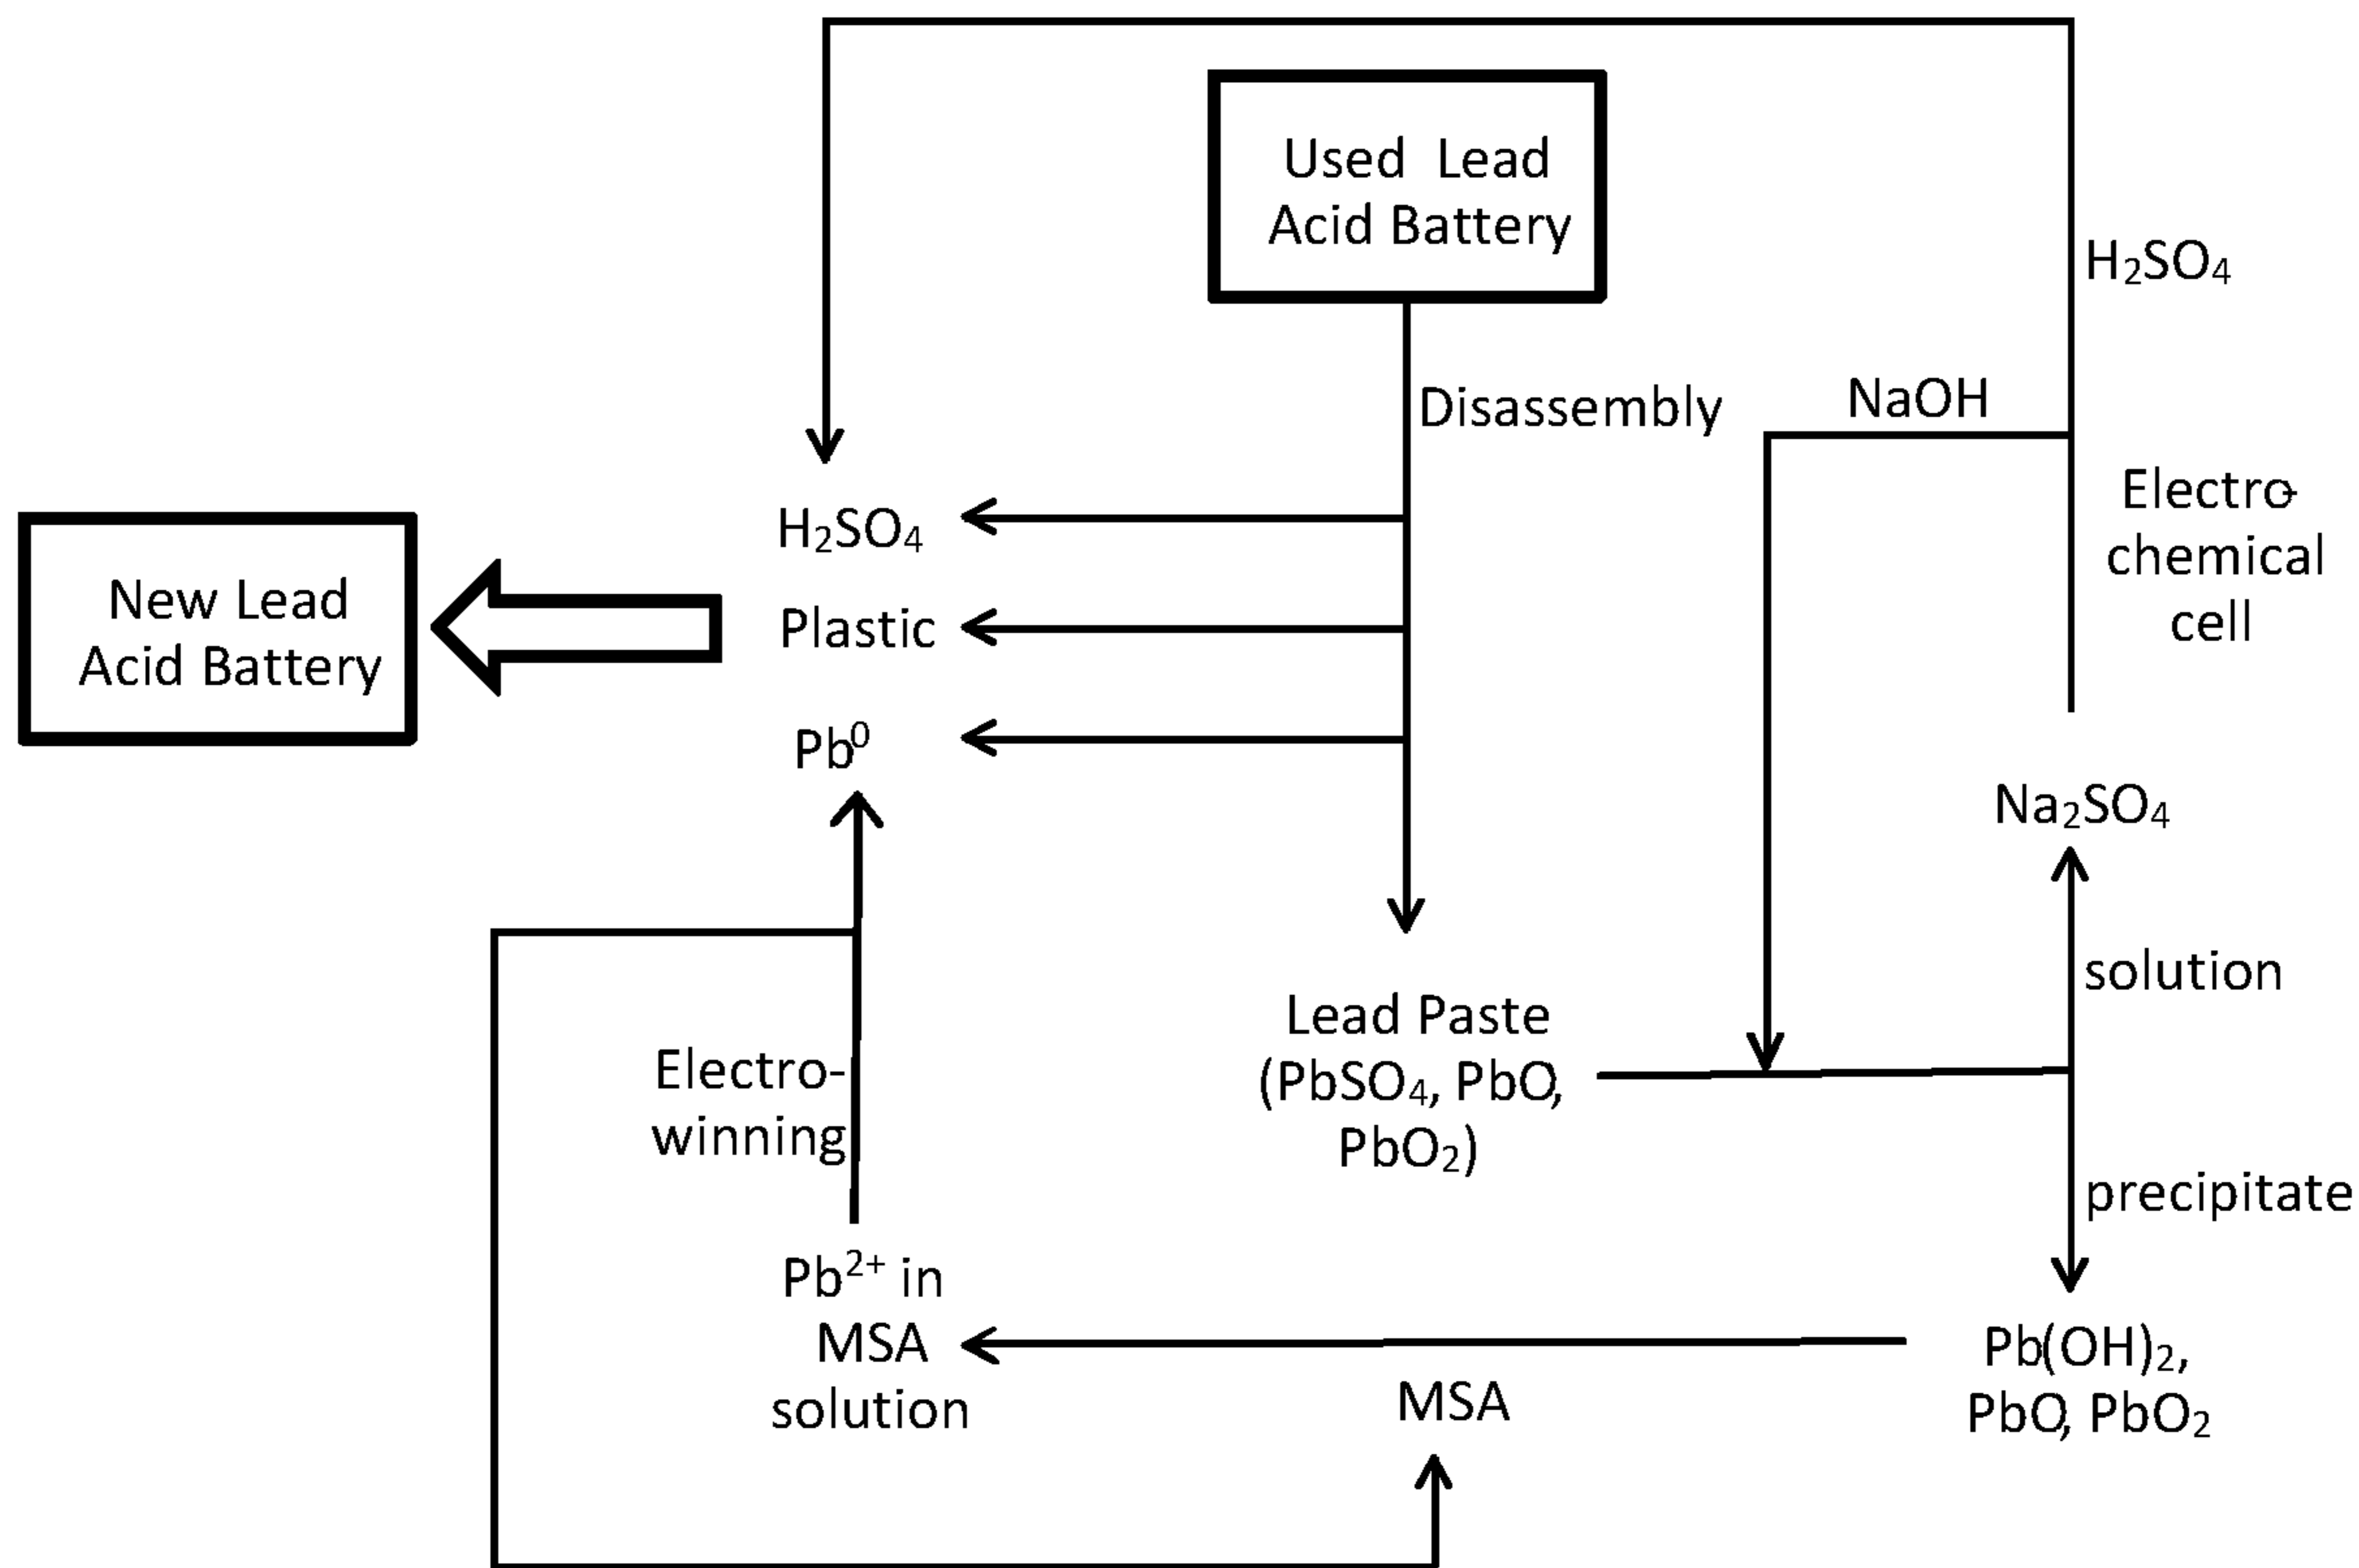 Used Lead
Acid Battery
H₂SO₄
NaOH
Disassembly
Electro-
chemical
cell
H₂SO₄
New Lead
Acid Battery
Plastic
Pb⁰
Na₂SO₄
solution
Lead Paste
(PbSO₄, PbO,
PbO₂)
Electro-
winning
precipitate
Pb²⁺ in
MSA
solution
MSA
Pb(OH)₂,
PbO, PbO₂